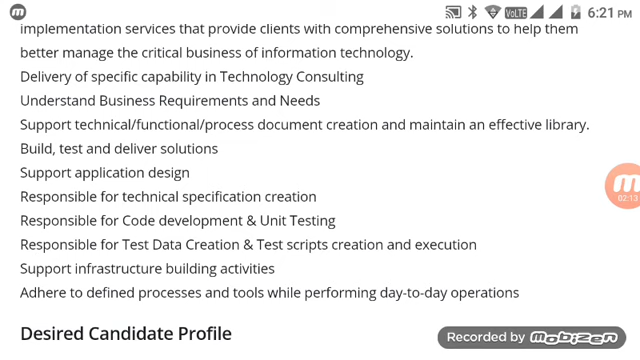 VoLTE 6:21 PM
implementation services that provide clients with comprehensive solutions to help them
better manage the critical business of information technology.
Delivery of specific capability in Technology Consulting
Understand Business Requirements and Needs
Support technical/functional/process document creation and maintain an effective library.
Build, test and deliver solutions
Support application design
02:13
Responsible for technical specification creation
Responsible for Code development & Unit Testing
Responsible for Test Data Creation & Test scripts creation and execution
Support infrastructure building activities
Adhere to defined processes and tools while performing day-to-day operations
Desired Candidate Profile
Recorded by mobizen